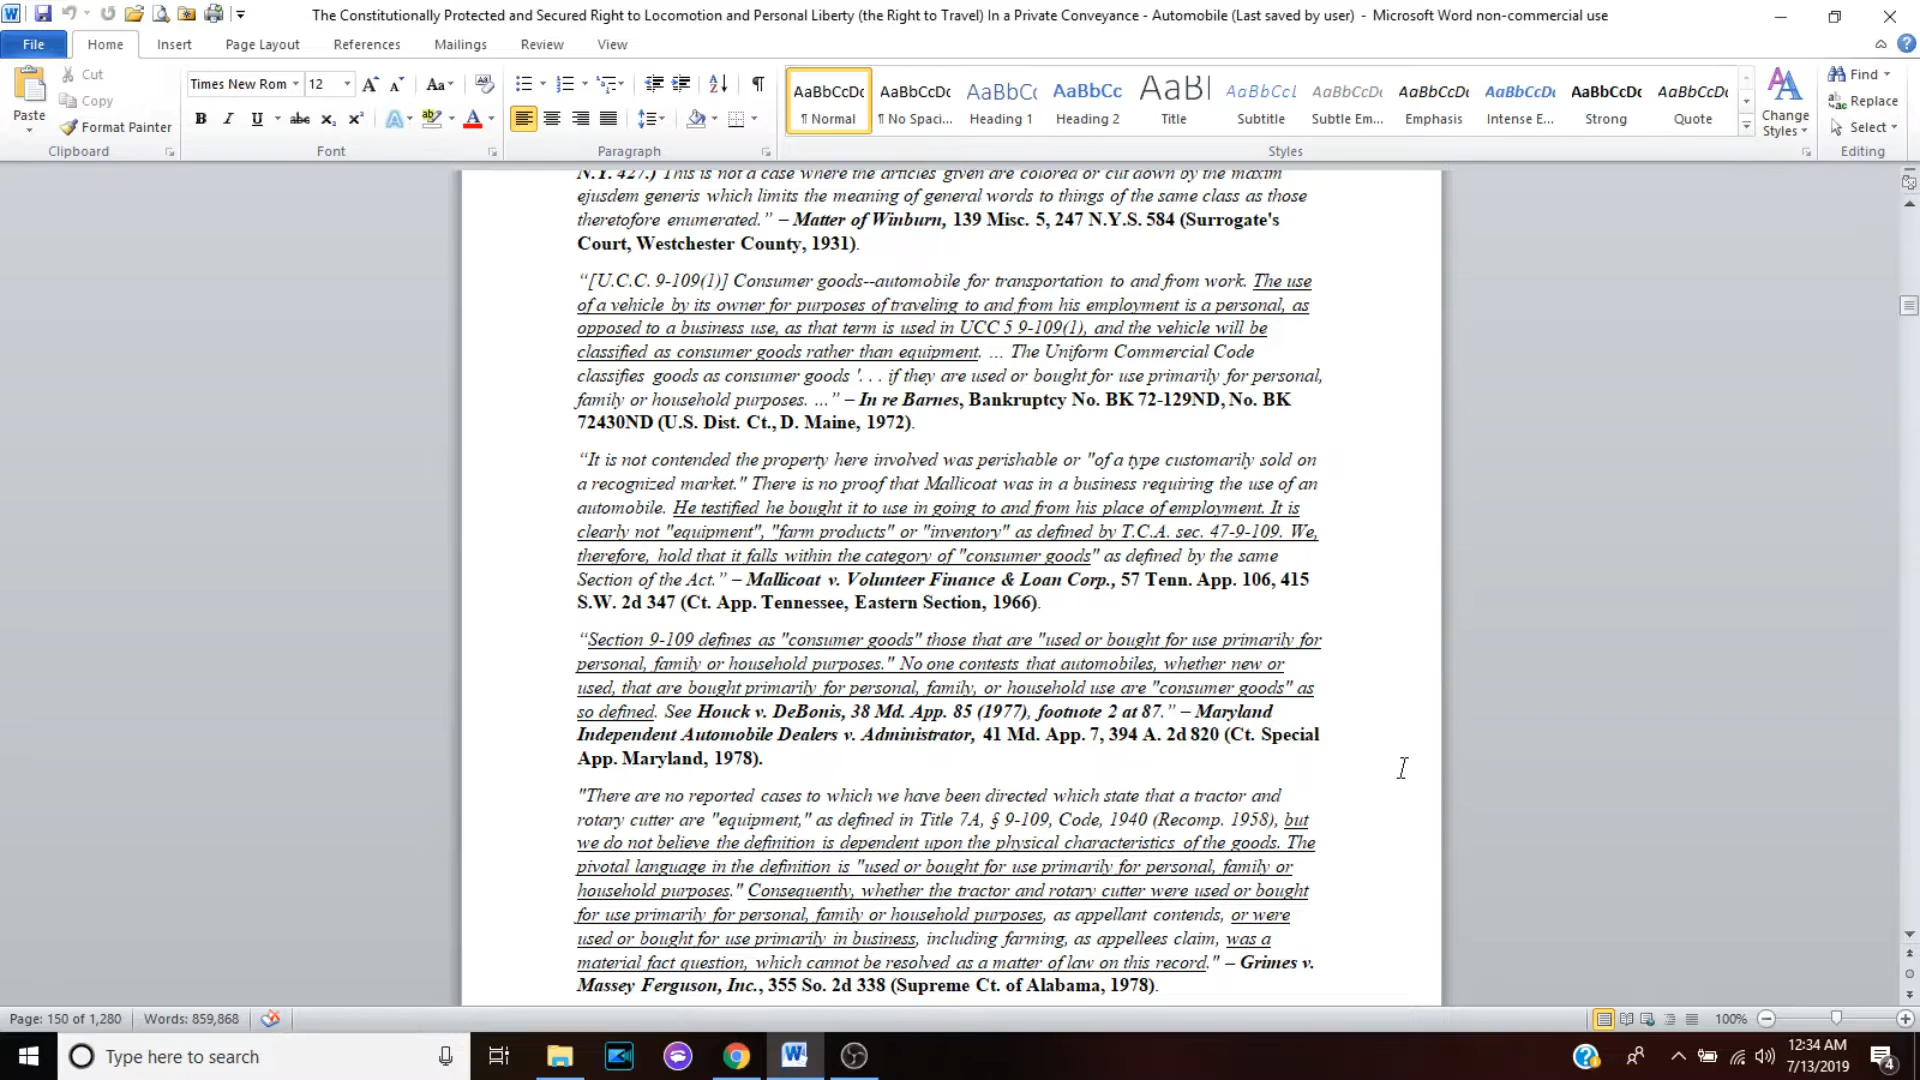 The Constitutionally Protected and Secured Right to Locomotion and Personal Liberty (the Right to Travel) In a Private Conveyance - Automobile (Last saved by user) - Microsoft Word non-commercial use
File Home Insert Page Layout References Mailings Review View
Paste
Cut
Copy
Format Painter
Clipboard
Times New Rom 12
Font
Paragraph
AaBbCcDc AaBbCcDc AaBbCc AaBbCc AaBl AaBbCcL AaBbCcDc AaBbCcDc AaBbCcDc AaBbCcDc AaBbCcDc
¶ Normal ¶ No Spaci... Heading 1 Heading 2 Title Subtitle Subtle Em... Emphasis Intense E... Strong Quote
Styles
Change
Styles
Find
Replace
Select
Editing
N.Y. 427.) This is not a case where the articles given are colored or cut down by the maxim
ejusdem generis which limits the meaning of general words to things of the same class as those
theretofore enumerated.” – Matter of Winburn, 139 Misc. 5, 247 N.Y.S. 584 (Surrogate's
Court, Westchester County, 1931).
“[U.C.C. 9-109(1)] Consumer goods--automobile for transportation to and from work. The use
of a vehicle by its owner for purposes of traveling to and from his employment is a personal, as
opposed to a business use, as that term is used in UCC 5 9-109(1), and the vehicle will be
classified as consumer goods rather than equipment. … The Uniform Commercial Code
classifies goods as consumer goods '. . . if they are used or bought for use primarily for personal,
family or household purposes. …” – In re Barnes, Bankruptcy No. BK 72-129ND, No. BK
72430ND (U.S. Dist. Ct., D. Maine, 1972).
“It is not contended the property here involved was perishable or "of a type customarily sold on
a recognized market." There is no proof that Mallicoat was in a business requiring the use of an
automobile. He testified he bought it to use in going to and from his place of employment. It is
clearly not "equipment", "farm products" or "inventory" as defined by T.C.A. sec. 47-9-109. We,
therefore, hold that it falls within the category of "consumer goods" as defined by the same
Section of the Act.” – Mallicoat v. Volunteer Finance & Loan Corp., 57 Tenn. App. 106, 415
S.W. 2d 347 (Ct. App. Tennessee, Eastern Section, 1966).
“Section 9-109 defines as "consumer goods" those that are "used or bought for use primarily for
personal, family or household purposes." No one contests that automobiles, whether new or
used, that are bought primarily for personal, family, or household use are "consumer goods" as
so defined. See Houck v. DeBonis, 38 Md. App. 85 (1977), footnote 2 at 87.” – Maryland
Independent Automobile Dealers v. Administrator, 41 Md. App. 7, 394 A. 2d 820 (Ct. Special
App. Maryland, 1978).
"There are no reported cases to which we have been directed which state that a tractor and
rotary cutter are "equipment," as defined in Title 7A, § 9-109, Code, 1940 (Recomp. 1958), but
we do not believe the definition is dependent upon the physical characteristics of the goods. The
pivotal language in the definition is "used or bought for use primarily for personal, family or
household purposes." Consequently, whether the tractor and rotary cutter were used or bought
for use primarily for personal, family or household purposes, as appellant contends, or were
used or bought for use primarily in business, including farming, as appellees claim, was a
material fact question, which cannot be resolved as a matter of law on this record." – Grimes v.
Massey Ferguson, Inc., 355 So. 2d 338 (Supreme Ct. of Alabama, 1978).
Page: 150 of 1,280 Words: 859,868 100%
Type here to search
12:34 AM
7/13/2019
4